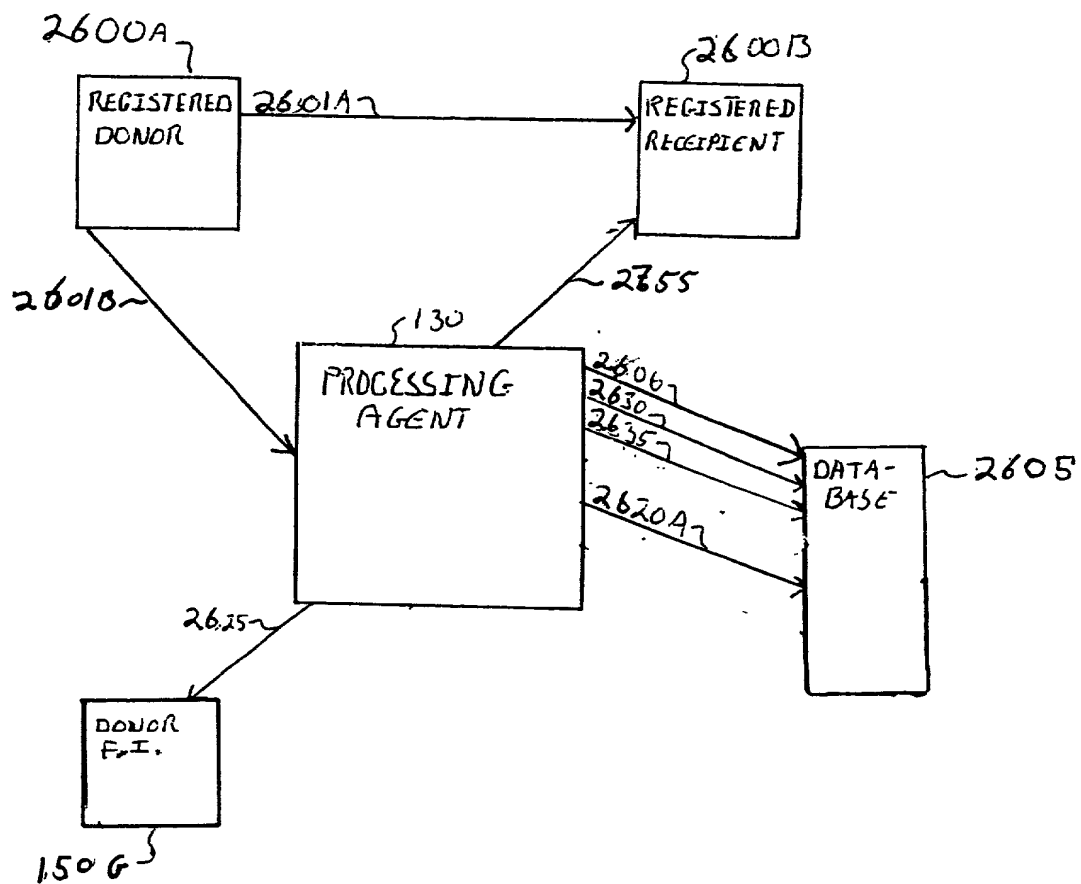 2600A
2600B
REGISTERED
DONOR
2601A
REGISTERED
RECEIPIENT
2601B
2755
130
PROCESSING
AGENT
2606
2630
2635
2620A
DATA-
BASE
2605
2625
DONOR
F.I.
150G